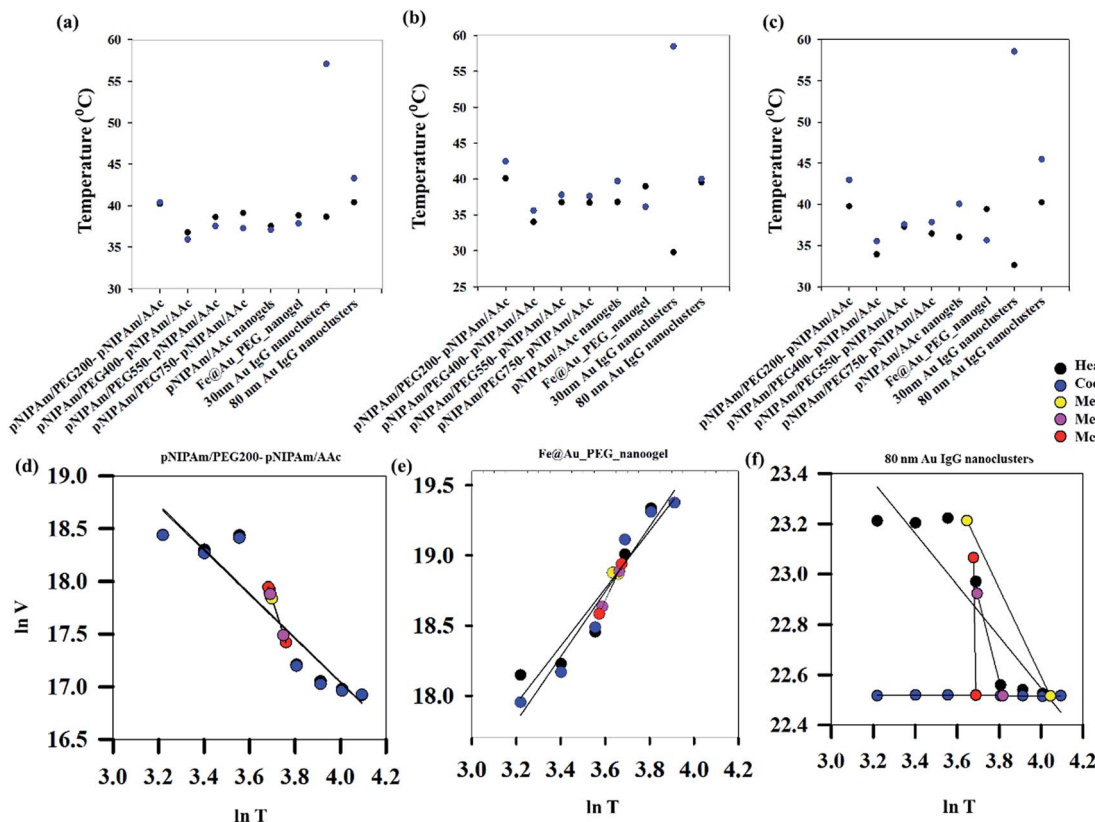 (a)
(b)
(c)
Temperature (⁰C)
60
55
50
45
40
35
30
pNIPAm/PEG200- pNIPAm/AAc
pNIPAm/PEG400- pNIPAm/AAc
pNIPAm/PEG550- pNIPAm/AAc
pNIPAm/PEG750- pNIPAm/AAc
pNIPAm/AAc nanogels
Fe@Au_PEG_nanogel
30nm Au IgG nanoclusters
80 nm Au IgG nanoclusters
Temperature (⁰C)
60
55
50
45
40
35
30
25
pNIPAm/PEG200- pNIPAm/AAc
pNIPAm/PEG400- pNIPAm/AAc
pNIPAm/PEG550- pNIPAm/AAc
pNIPAm/PEG750- pNIPAm/AAc
pNIPAm/AAc nanogels
Fe@Au_PEG_nanogel
30nm Au IgG nanoclusters
80 nm Au IgG nanoclusters
Temperature (⁰C)
60
55
50
45
40
35
30
pNIPAm/PEG200- pNIPAm/AAc
pNIPAm/PEG400- pNIPAm/AAc
pNIPAm/PEG550- pNIPAm/AAc
pNIPAm/PEG750- pNIPAm/AAc
pNIPAm/AAc nanogels
Fe@Au_PEG_nanogel
30nm Au IgG nanoclusters
80 nm Au IgG nanoclusters
Hea
Coo
Me
Me
Me
(d)
pNIPAm/PEG200- pNIPAm/AAc
ln V
19.0
18.5
18.0
17.5
17.0
16.5
3.0 3.2 3.4 3.6 3.8 4.0 4.2
ln T
(e)
Fe@Au_PEG_nanoogel
19.5
19.0
18.5
18.0
3.0 3.2 3.4 3.6 3.8 4.0 4.2
ln T
(f)
80 nm Au IgG nanoclusters
23.4
23.2
23.0
22.8
22.6
22.4
3.0 3.2 3.4 3.6 3.8 4.0 4.2
ln T